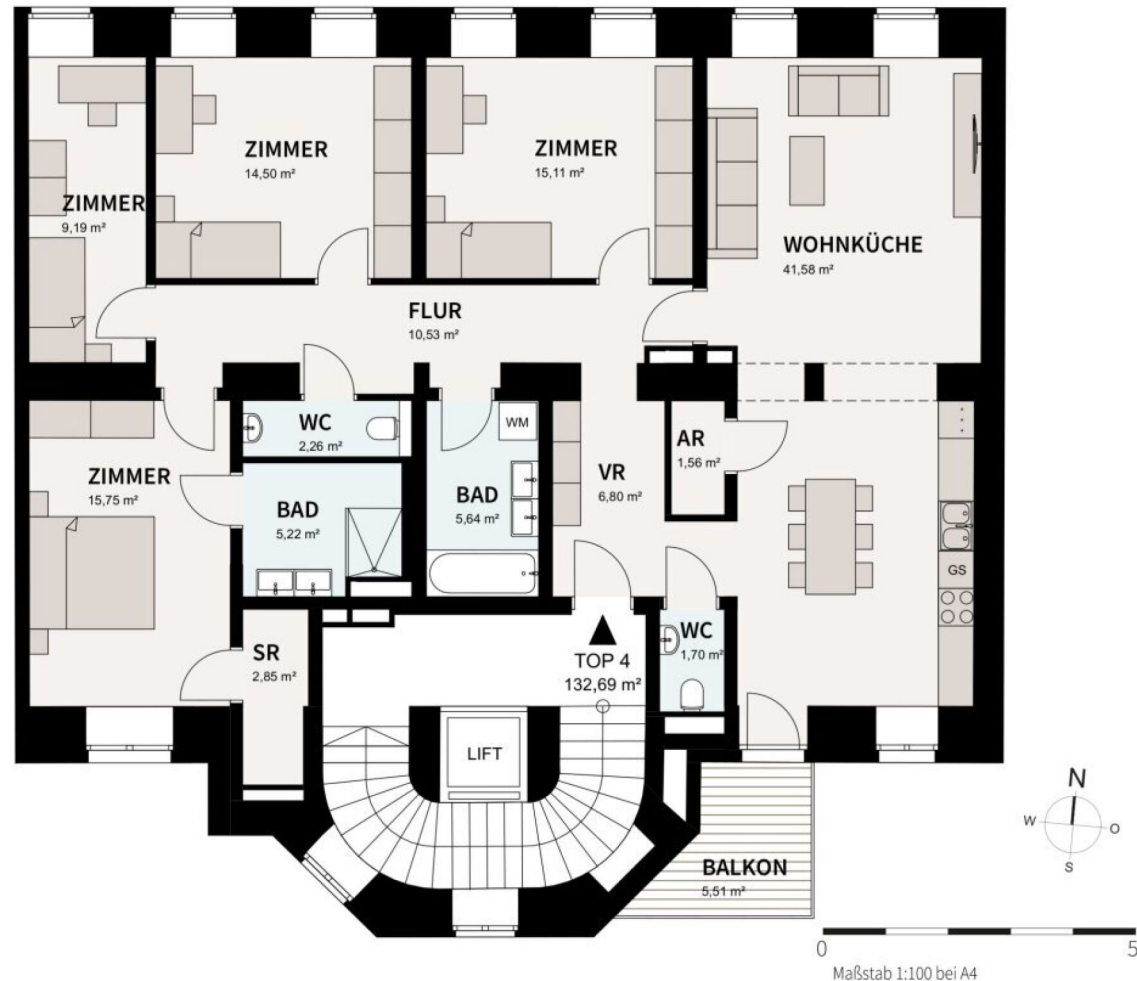 ZIMMER
9,19 m²
ZIMMER
14,50 m²
ZIMMER
15,11 m²
WOHNKÜCHE
41,58 m²
FLUR
10,53 m²
ZIMMER
15,75 m²
WC
2,26 m²
BAD
5,22 m²
WM
BAD
5,64 m²
VR
6,80 m²
AR
1,56 m²
GS
SR
2,85 m²
TOP 4
132,69 m²
WC
1,70 m²
LIFT
BALKON
5,51 m²
N
W
O
S
0
5
Maßstab 1:100 bei A4